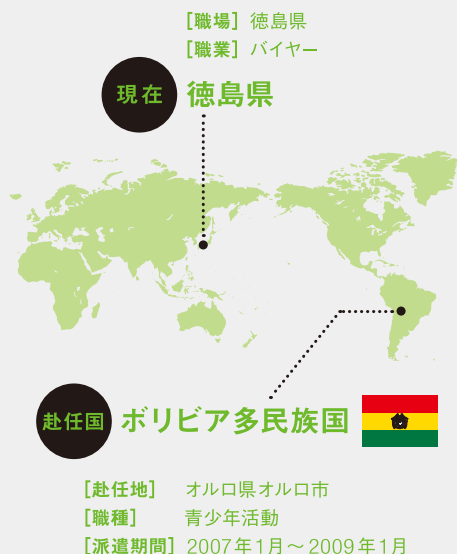 [職場] 徳島県
[職業] バイヤー
現在 徳島県
赴任国 ボリビア多民族国
[赴任地] オルロ県オルロ市
[職種] 青少年活動
[派遣期間] 2007年1月～2009年1月